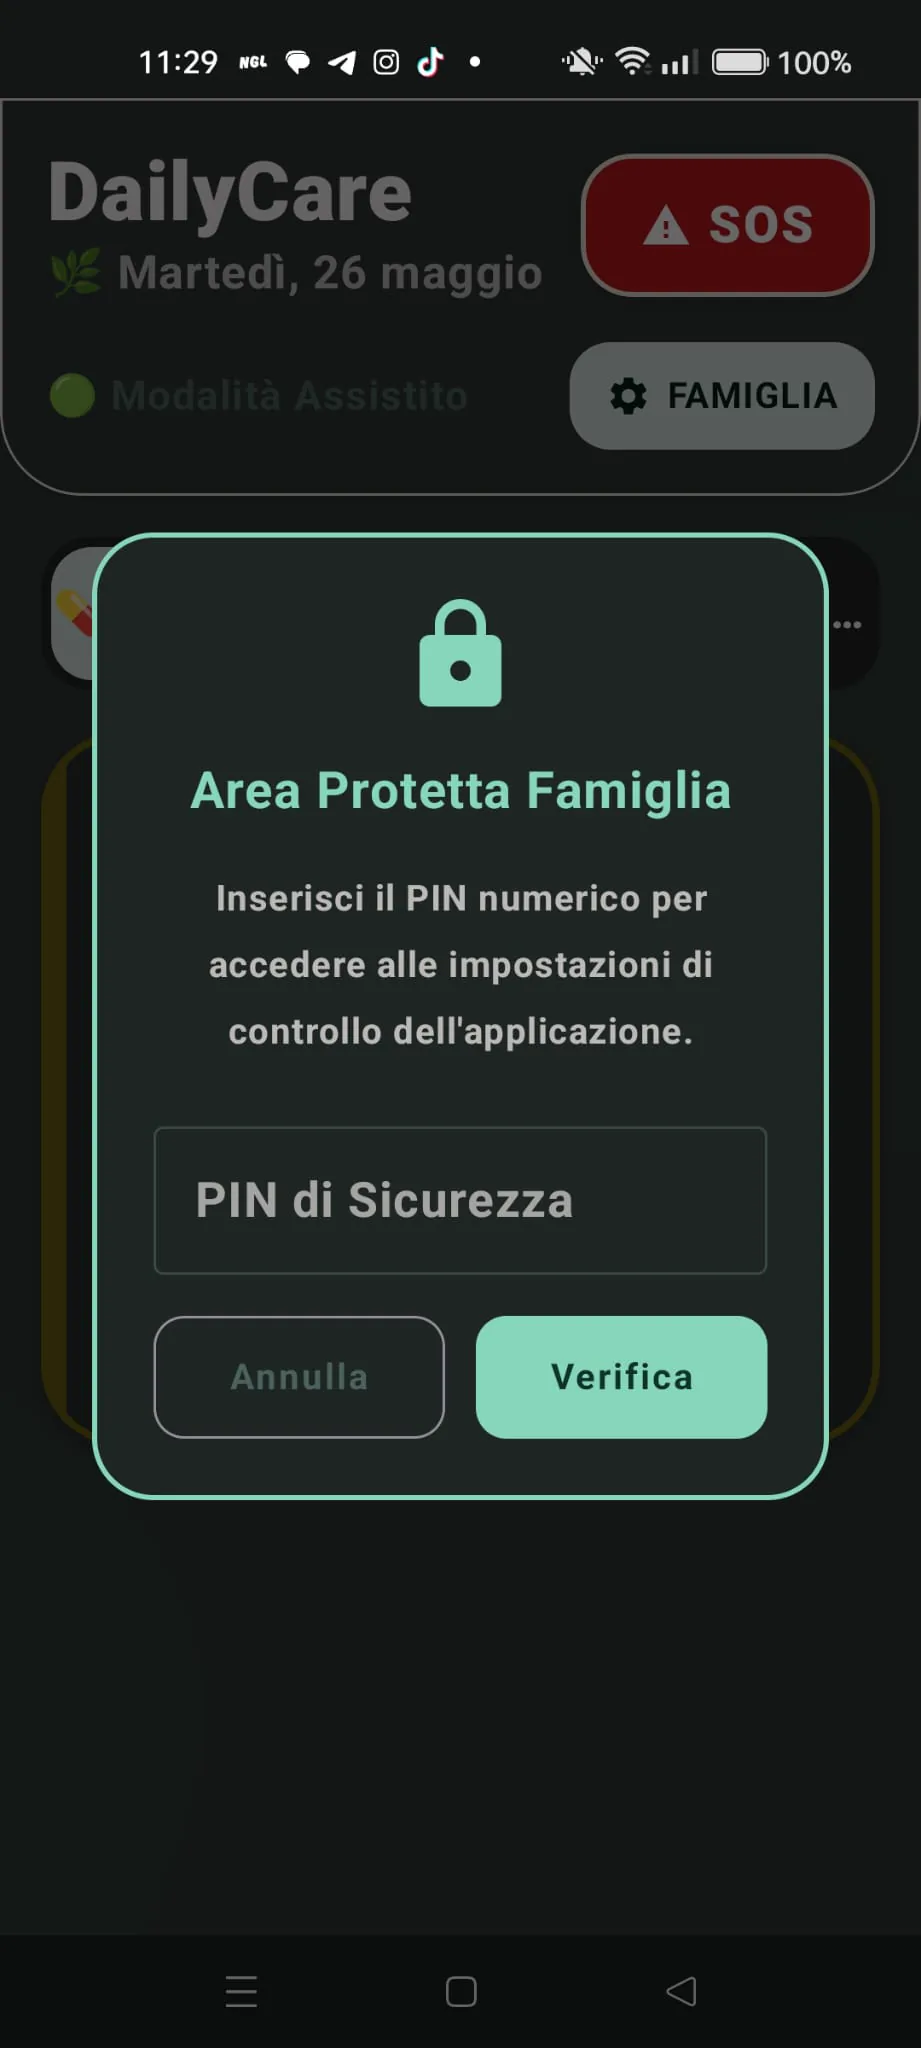 11:29 NGL 100%
DailyCare
SOS
🌿 Martedì, 26 maggio
Modalità Assistito
FAMIGLIA
...
Area Protetta Famiglia
Inserisci il PIN numerico per
accedere alle impostazioni di
controllo dell'applicazione.
PIN di Sicurezza
Annulla
Verifica